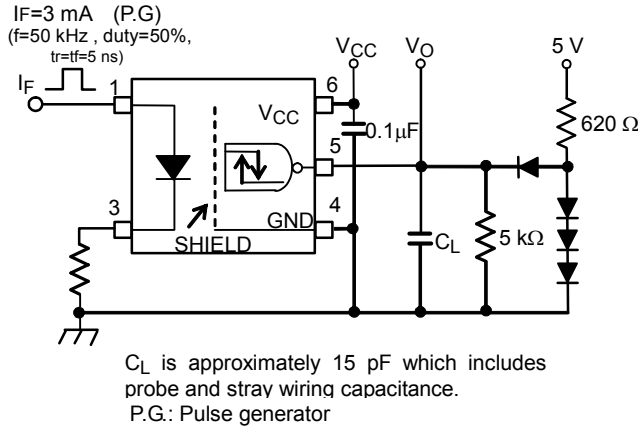 IF=3 mA (P.G)
(f=50 kHz , duty=50%,
tr=tf=5 ns)
IF
1
3
SHIELD
VCC
GND
6
5
4
VCC
0.1μF
VO
CL
5 kΩ
5 V
620 Ω
CL is approximately 15 pF which includes
probe and stray wiring capacitance.
P.G.: Pulse generator